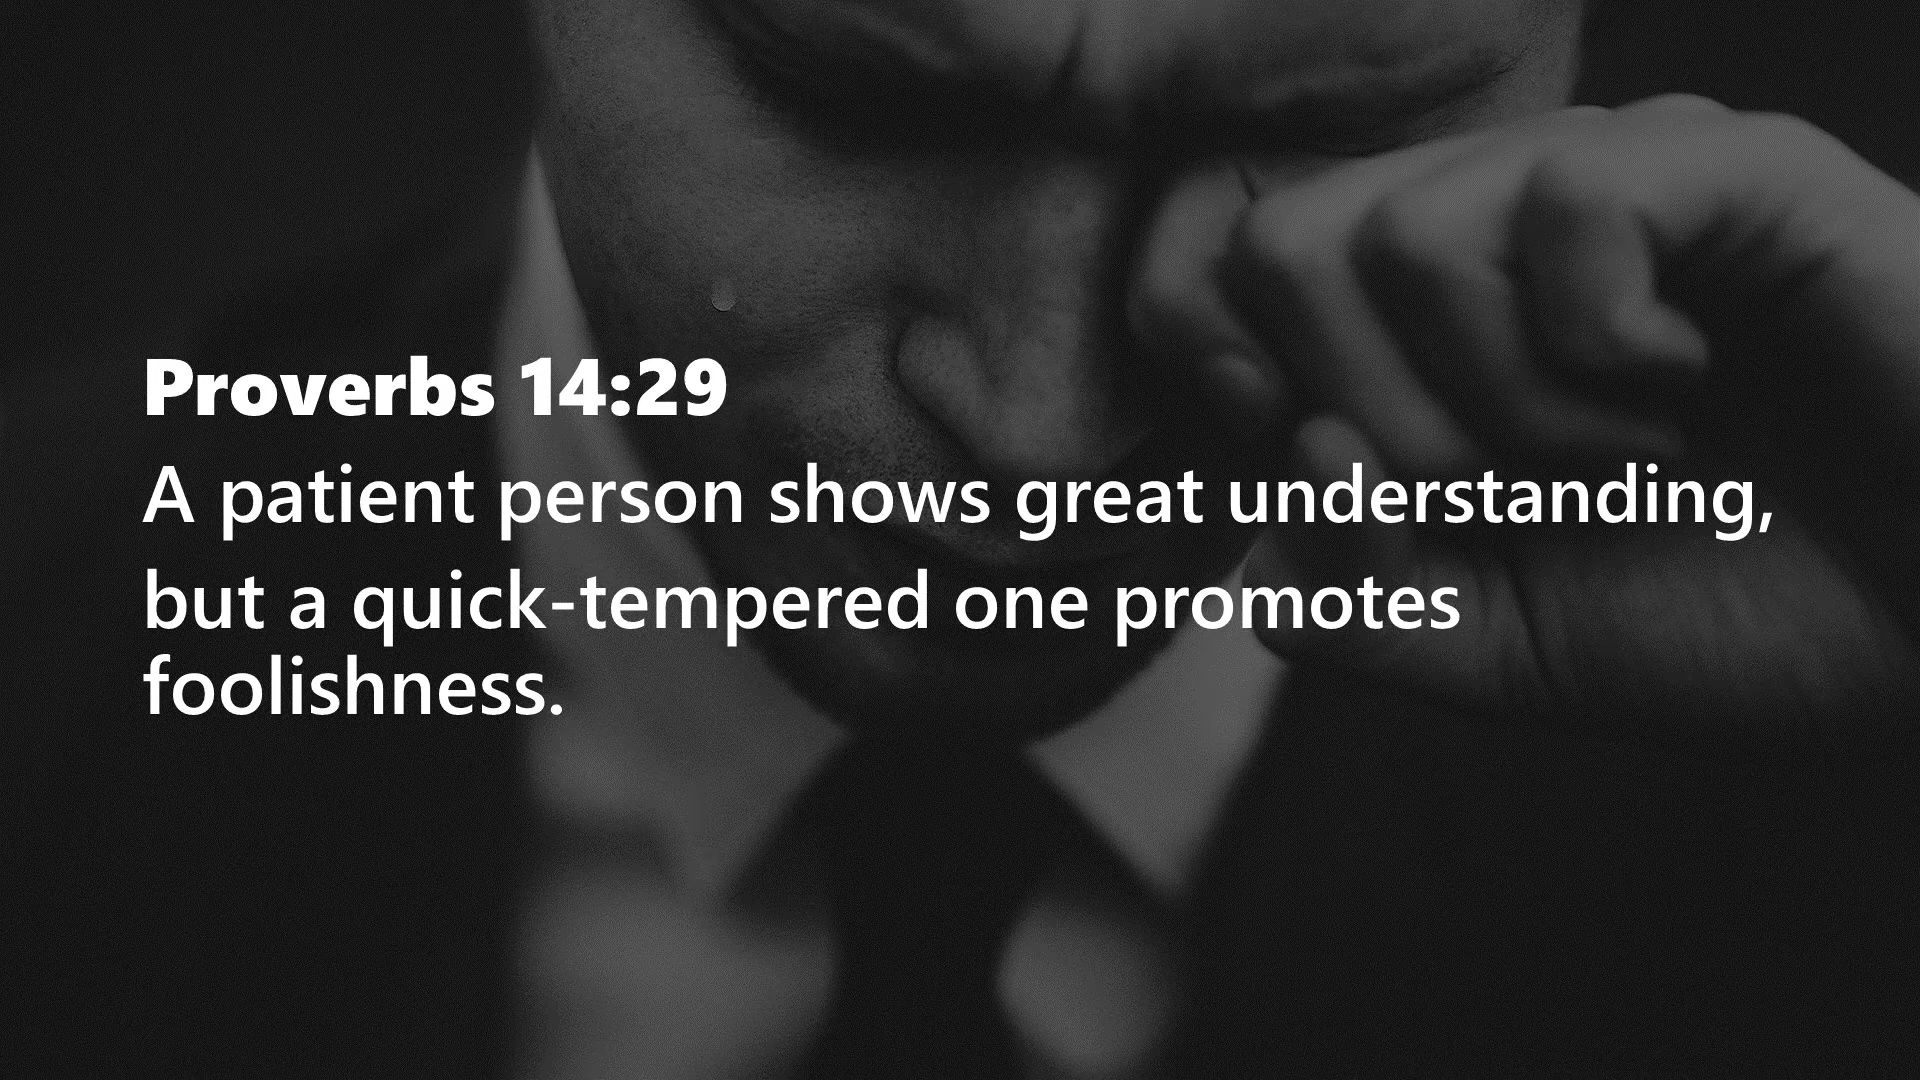 Proverbs 14:29
A patient person shows great understanding,
but a quick-tempered one promotes
foolishness.